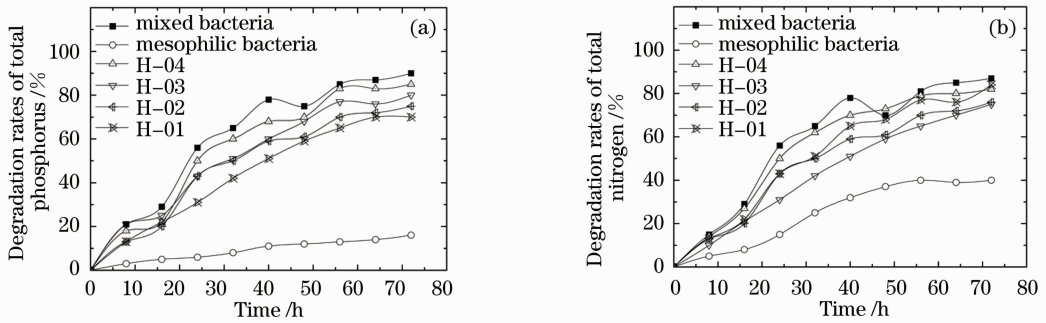 (a)
mixed bacteria
mesophilic bacteria
H-04
H-03
H-02
H-01
Degradation rates of total
phosphorus /%
100
80
60
40
20
0
0 10 20 30 40 50 60 70 80
Time /h
(b)
mixed bacteria
mesophilic bacteria
H-04
H-03
H-02
H-01
Degradation rates of total
nitrogen /%
100
80
60
40
20
0
0 10 20 30 40 50 60 70 80
Time /h